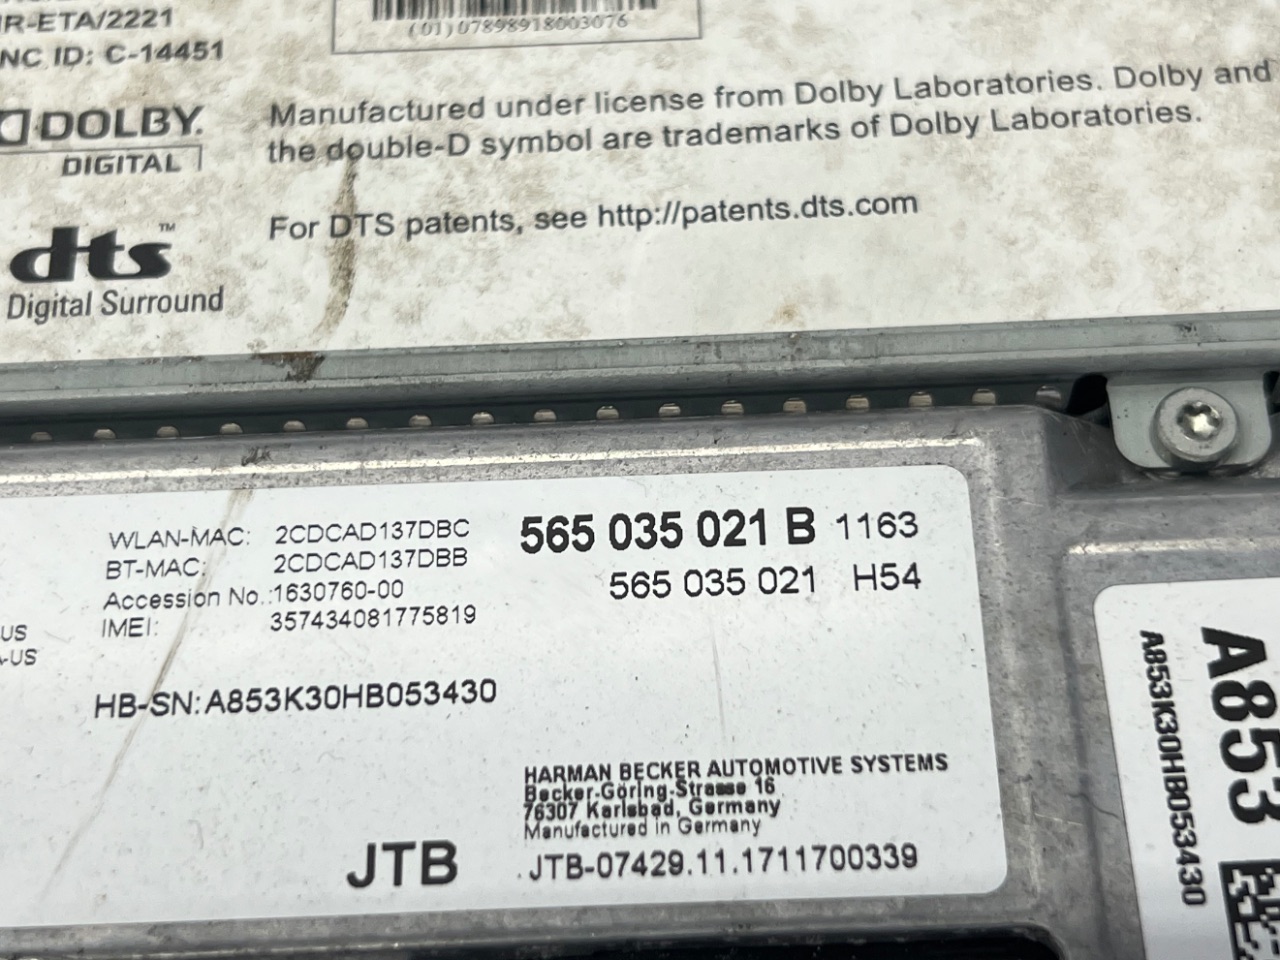 R-ETA/2221
NC ID: C-14451
(01)07898918003076
DOLBY.
DIGITAL
Manufactured under license from Dolby Laboratories. Dolby and
the double-D symbol are trademarks of Dolby Laboratories.
dts™
Digital Surround
For DTS patents, see http://patents.dts.com
WLAN-MAC: 2CDCAD137DBC
BT-MAC: 2CDCAD137DBB
Accession No.:1630760-00
IMEI: 357434081775819
-US
-US
565 035 021 B 1163
565 035 021 H54
HB-SN: A853K30HB053430
HARMAN BECKER AUTOMOTIVE SYSTEMS
Becker-Göring-Strasse 16
76307 Karlsbad, Germany
Manufactured in Germany
JTB
JTB-07429.11.1711700339
A853
A853K30HB053430